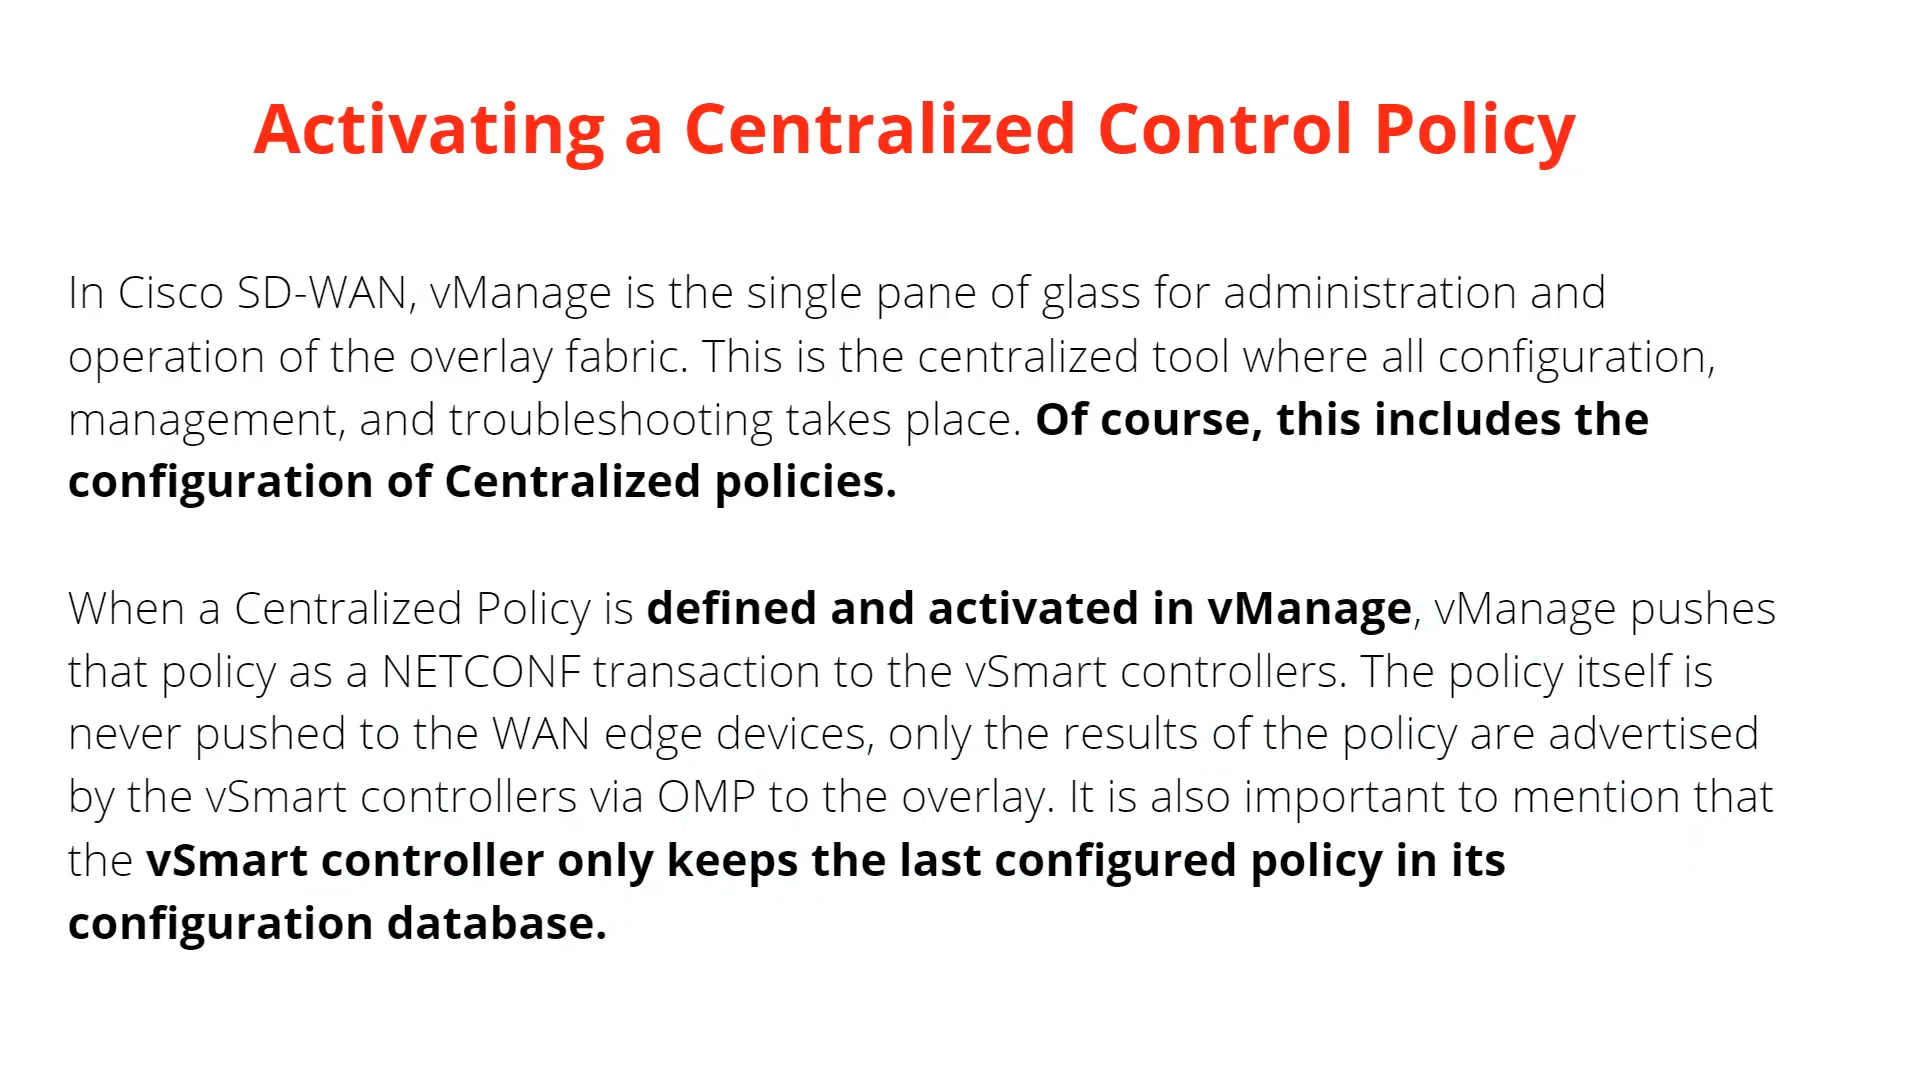 Activating a Centralized Control Policy
In Cisco SD-WAN, vManage is the single pane of glass for administration and
operation of the overlay fabric. This is the centralized tool where all configuration,
management, and troubleshooting takes place. Of course, this includes the
configuration of Centralized policies.
When a Centralized Policy is defined and activated in vManage, vManage pushes
that policy as a NETCONF transaction to the vSmart controllers. The policy itself is
never pushed to the WAN edge devices, only the results of the policy are advertised
by the vSmart controllers via OMP to the overlay. It is also important to mention that
the vSmart controller only keeps the last configured policy in its
configuration database.